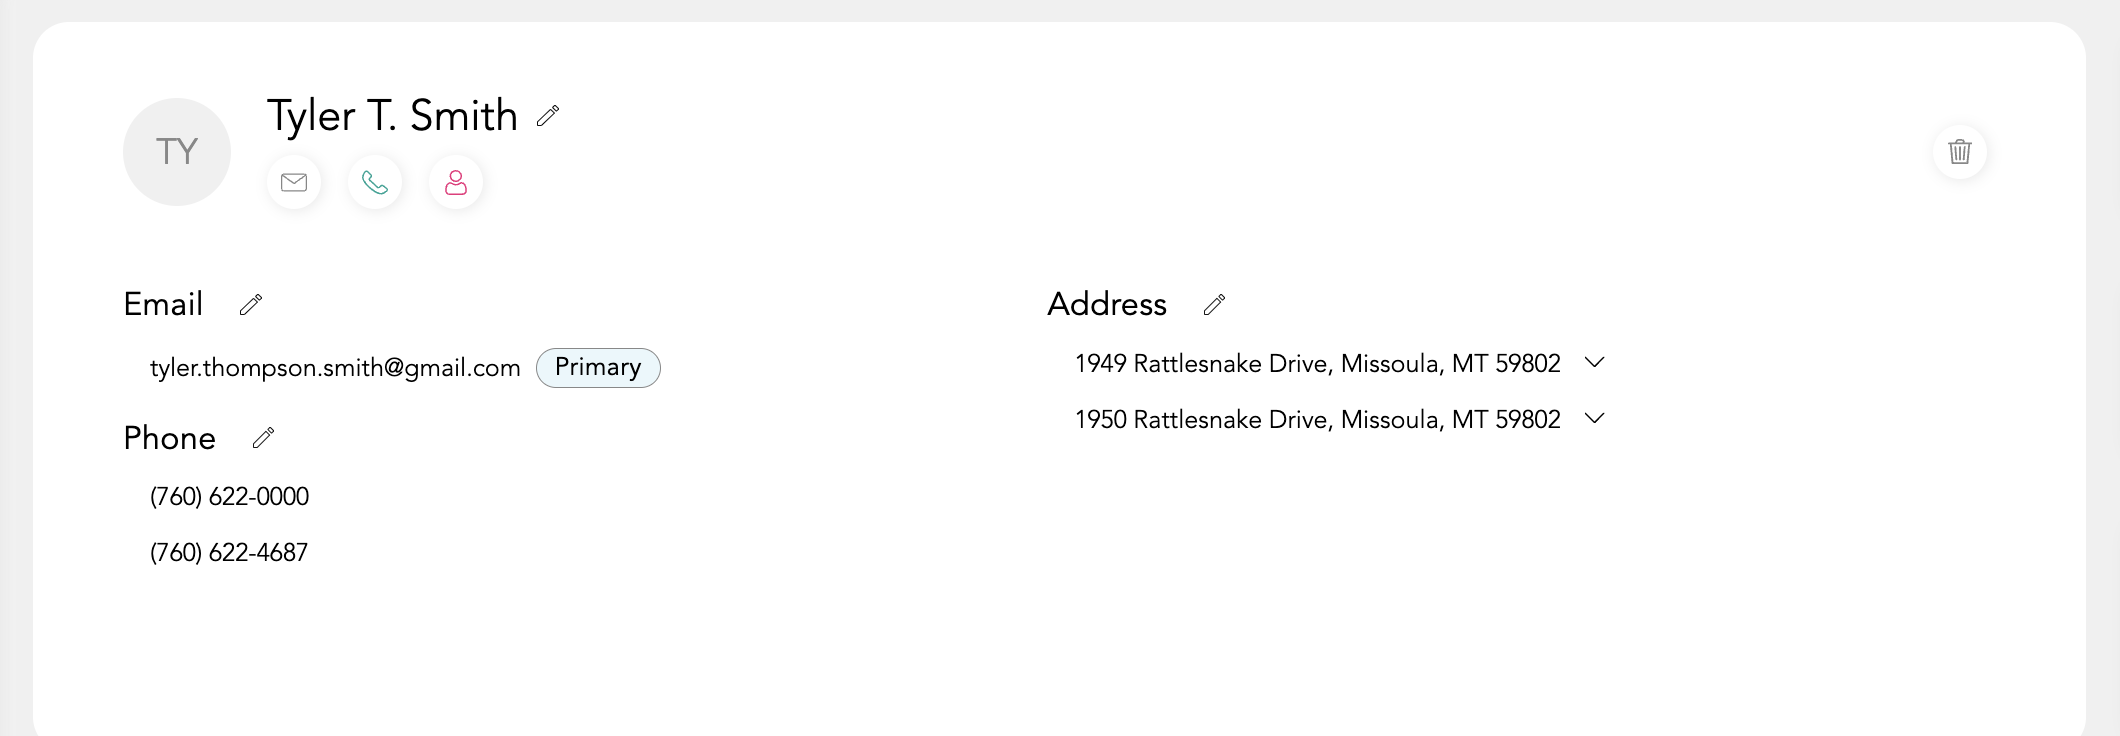 TY
Tyler T. Smith
Email
tyler.thompson.smith@gmail.com Primary
Phone
(760) 622-0000
(760) 622-4687
Address
1949 Rattlesnake Drive, Missoula, MT 59802
1950 Rattlesnake Drive, Missoula, MT 59802